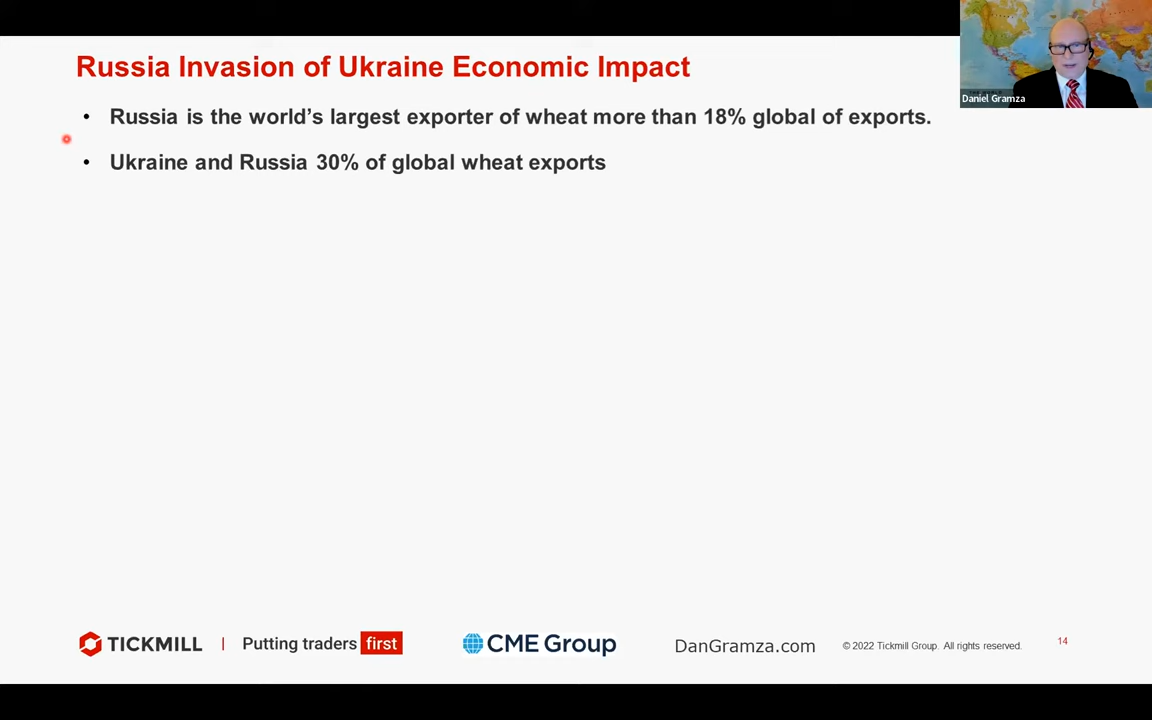 Russia Invasion of Ukraine Economic Impact
Daniel Gramza
• Russia is the world's largest exporter of wheat more than 18% global of exports.
• Ukraine and Russia 30% of global wheat exports
TICKMILL | Putting traders first
CME Group
DanGramza.com
© 2022 Tickmill Group. All rights reserved.
14